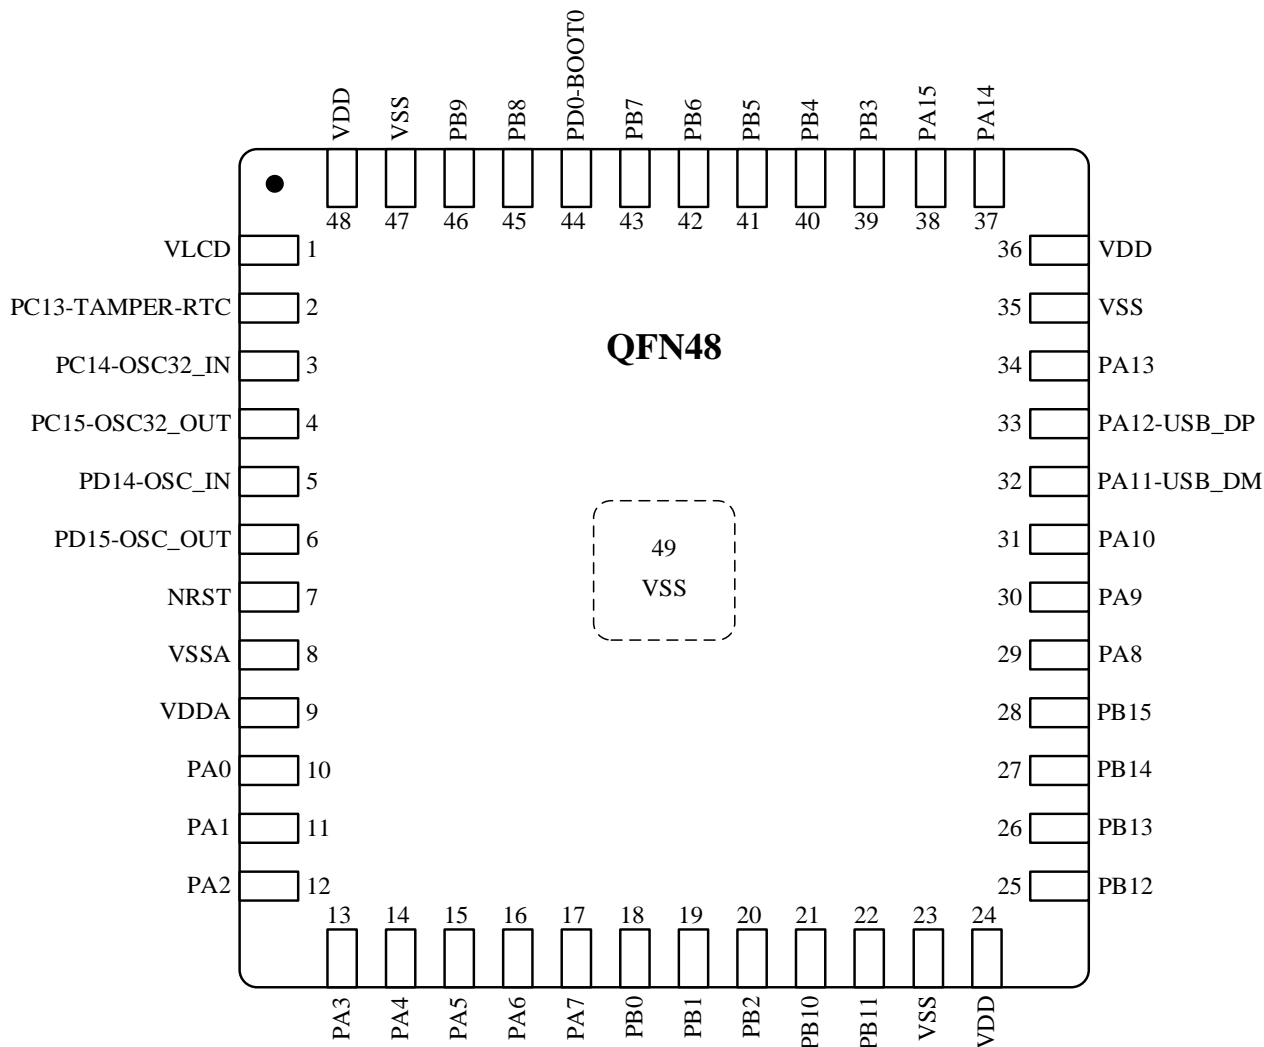 VDD VSS PB9 PB8 PD0-BOOT0 PB7 PB6 PB5 PB4 PB3 PA15 PA14
48 47 46 45 44 43 42 41 40 39 38 37
VLCD 1 36 VDD
PC13-TAMPER-RTC 2 35 VSS
QFN48
PC14-OSC32_IN 3 34 PA13
PC15-OSC32_OUT 4 33 PA12-USB_DP
PD14-OSC_IN 5 32 PA11-USB_DM
PD15-OSC_OUT 6 31 PA10
49
VSS
NRST 7 30 PA9
VSSA 8 29 PA8
VDDA 9 28 PB15
PA0 10 27 PB14
PA1 11 26 PB13
PA2 12 25 PB12
13 14 15 16 17 18 19 20 21 22 23 24
PA3 PA4 PA5 PA6 PA7 PB0 PB1 PB2 PB10 PB11 VSS VDD